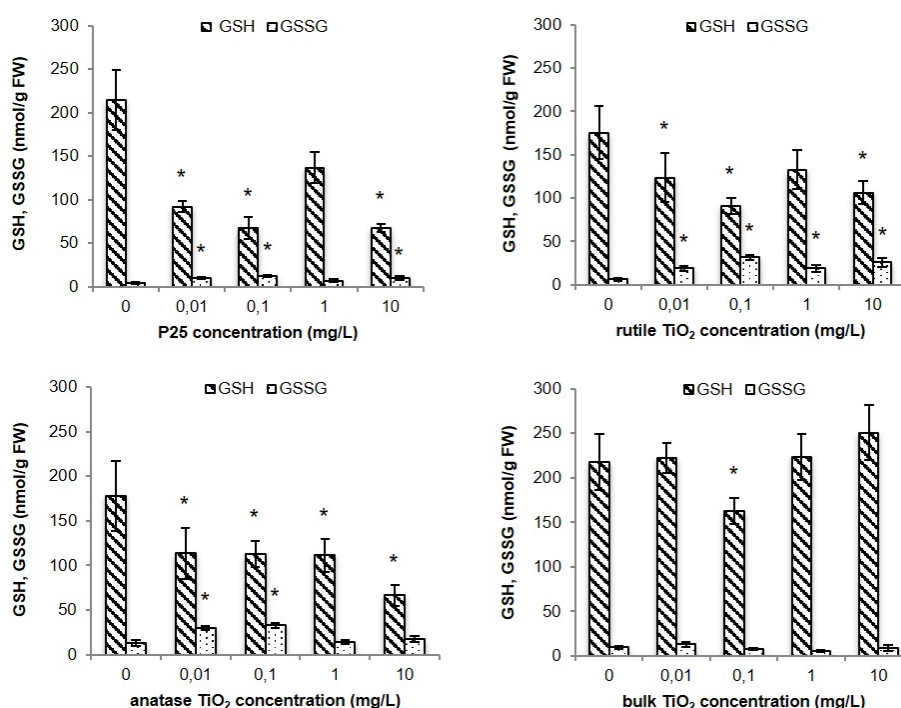 GSH GSSG
GSH, GSSG (nmol/g FW)
300
250
200
150
100
50
0
* * * * * *
0 0,01 0,1 1 10
P25 concentration (mg/L)
GSH GSSG
GSH, GSSG (nmol/g FW)
300
250
200
150
100
50
0
* * * * * * *
0 0,01 0,1 1 10
rutile TiO₂ concentration (mg/L)
GSH GSSG
GSH, GSSG (nmol/g FW)
300
250
200
150
100
50
0
* * * * * *
0 0,01 0,1 1 10
anatase TiO₂ concentration (mg/L)
GSH GSSG
GSH, GSSG (nmol/g FW)
300
250
200
150
100
50
0
*
0 0,01 0,1 1 10
bulk TiO₂ concentration (mg/L)